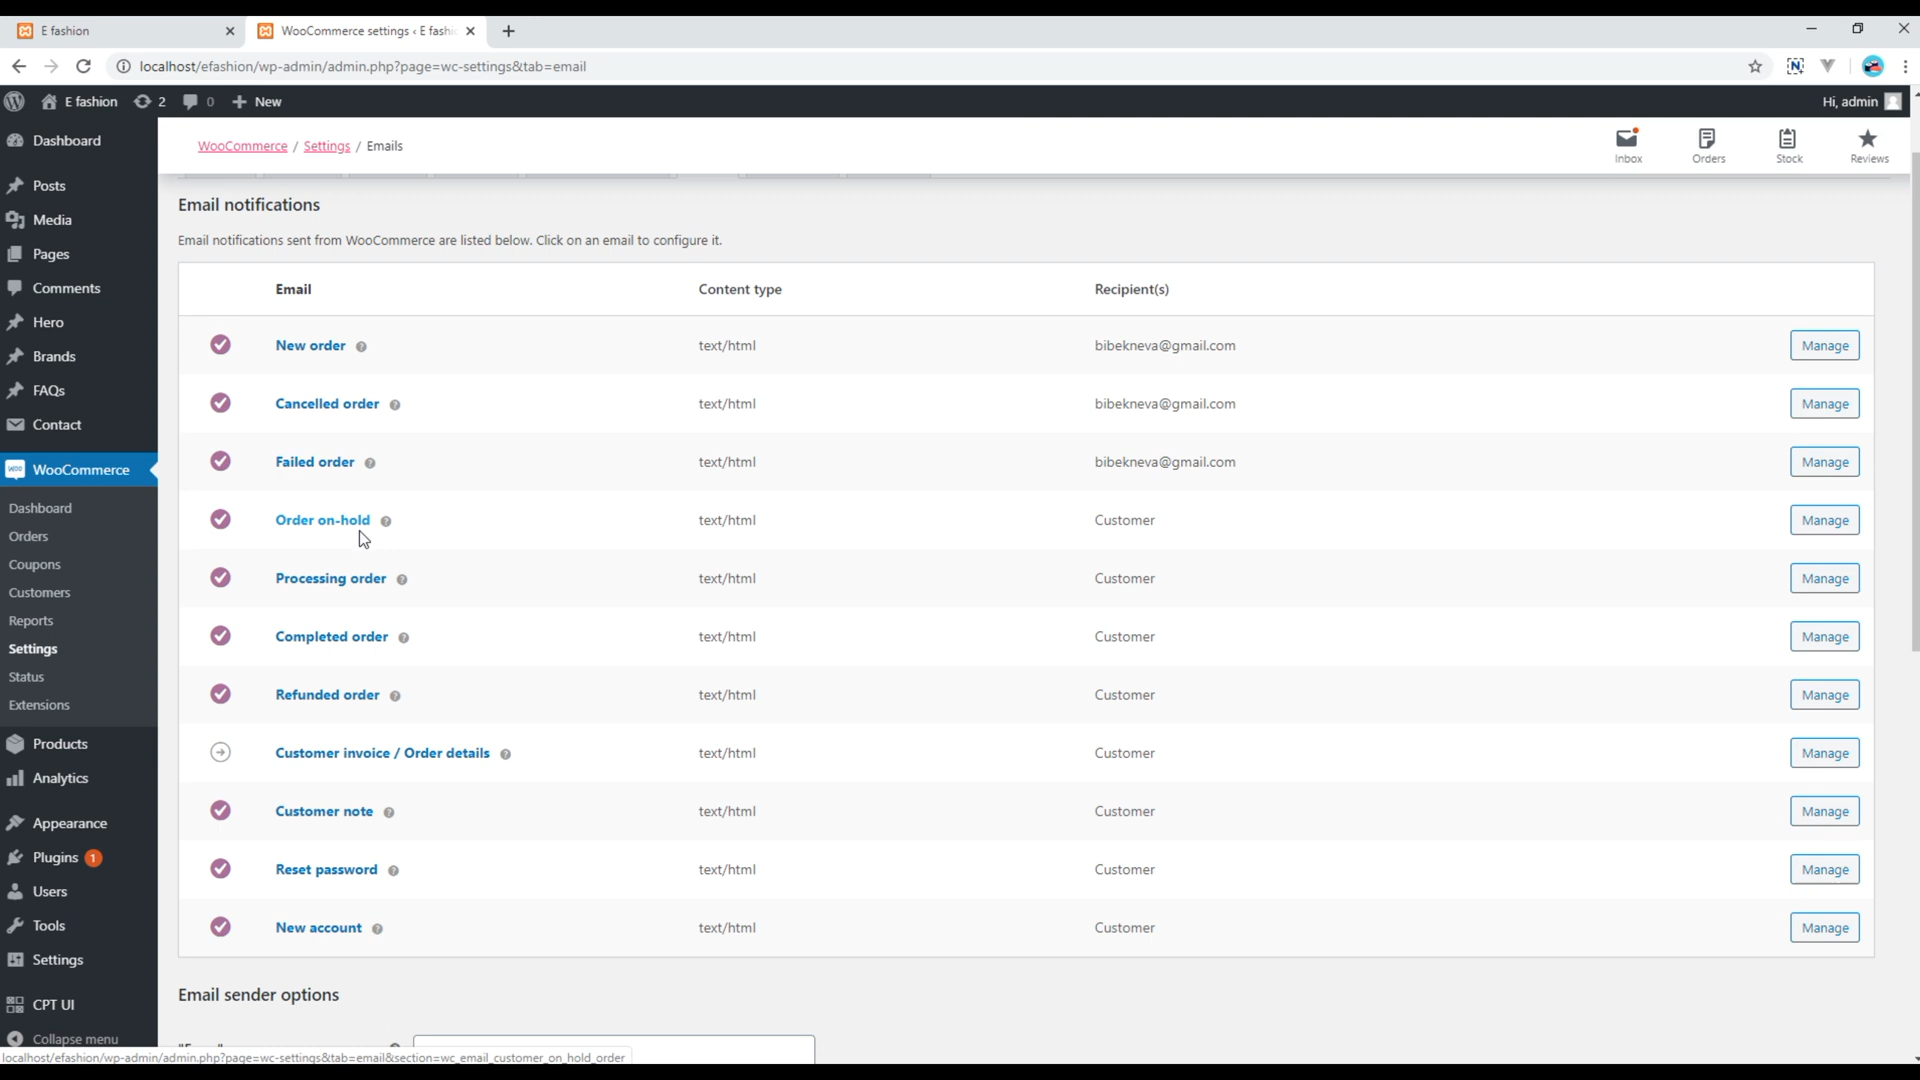 E fashion
WooCommerce settings ‹ E fashi
localhost/efashion/wp-admin/admin.php?page=wc-settings&tab=email
E fashion
2
0
New
Hi, admin
Dashboard
Posts
Media
Pages
Comments
Hero
Brands
FAQs
Contact
WooCommerce
Dashboard
Orders
Coupons
Customers
Reports
Settings
Status
Extensions
Products
Analytics
Appearance
Plugins 1
Users
Tools
Settings
CPT UI
Collapse menu
WooCommerce / Settings / Emails
Inbox
Orders
Stock
Reviews
Email notifications
Email notifications sent from WooCommerce are listed below. Click on an email to configure it.
Email Content type Recipient(s)
New order text/html bibekneva@gmail.com Manage
Cancelled order text/html bibekneva@gmail.com Manage
Failed order text/html bibekneva@gmail.com Manage
Order on-hold text/html Customer Manage
Processing order text/html Customer Manage
Completed order text/html Customer Manage
Refunded order text/html Customer Manage
Customer invoice / Order details text/html Customer Manage
Customer note text/html Customer Manage
Reset password text/html Customer Manage
New account text/html Customer Manage
Email sender options
localhost/efashion/wp-admin/admin.php?page=wc-settings&tab=email&section=wc_email_customer_on_hold_order